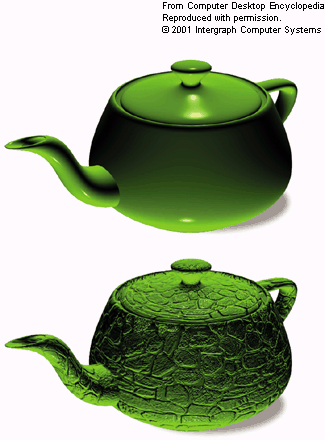 From Computer Desktop Encyclopedia
Reproduced with permission.
© 2001 Intergraph Computer Systems